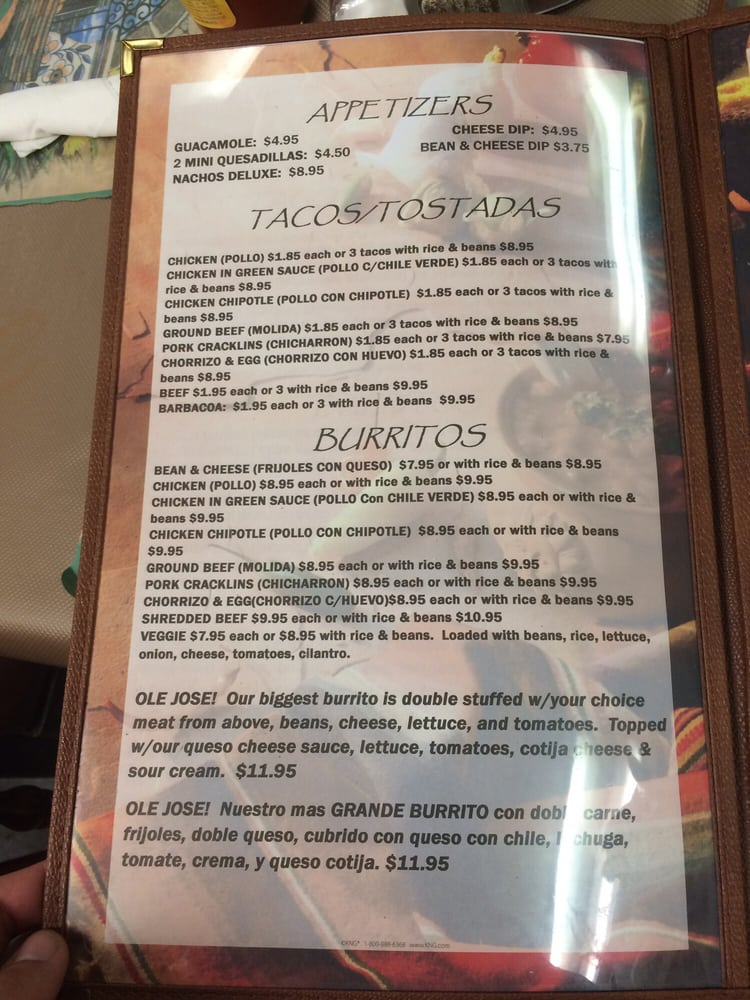 APPETIZERS
GUACAMOLE: $4.95
2 MINI QUESADILLAS: $4.50
NACHOS DELUXE: $8.95
CHEESE DIP: $4.95
BEAN & CHEESE DIP $3.75
TACOS/TOSTADAS
CHICKEN (POLLO) $1.85 each or 3 tacos with rice & beans $8.95
CHICKEN IN GREEN SAUCE (POLLO C/CHILE VERDE) $1.85 each or 3 tacos with
rice & beans $8.95
CHICKEN CHIPOTLE (POLLO CON CHIPOTLE) $1.85 each or 3 tacos with rice &
beans $8.95
GROUND BEEF (MOLIDA) $1.85 each or 3 tacos with rice & beans $8.95
PORK CRACKLINS (CHICHARRON) $1.85 each or 3 tacos with rice & beans $7.95
CHORRIZO & EGG (CHORRIZO CON HUEVO) $1.85 each or 3 tacos with rice &
beans $8.95
BEEF $1.95 each or 3 with rice & beans $9.95
BARBACOA: $1.95 each or 3 with rice & beans $9.95
BURRITOS
BEAN & CHEESE (FRIJOLES CON QUESO) $7.95 or with rice & beans $8.95
CHICKEN (POLLO) $8.95 each or with rice & beans $9.95
CHICKEN IN GREEN SAUCE (POLLO Con CHILE VERDE) $8.95 each or with rice &
beans $9.95
CHICKEN CHIPOTLE (POLLO CON CHIPOTLE) $8.95 each or with rice & beans
$9.95
GROUND BEEF (MOLIDA) $8.95 each or with rice & beans $9.95
PORK CRACKLINS (CHICHARRON) $8.95 each or with rice & beans $9.95
CHORRIZO & EGG(CHORRIZO C/HUEVO)$8.95 each or with rice & beans $9.95
SHREDDED BEEF $9.95 each or with rice & beans $10.95
VEGGIE $7.95 each or $8.95 with rice & beans. Loaded with beans, rice, lettuce,
onion, cheese, tomatoes, cilantro.
OLE JOSE! Our biggest burrito is double stuffed w/your choice
meat from above, beans, cheese, lettuce, and tomatoes. Topped
w/our queso cheese sauce, lettuce, tomatoes, cotija cheese &
sour cream. $11.95
OLE JOSE! Nuestro mas GRANDE BURRITO con doble carne,
frijoles, doble queso, cubrido con queso con chile, lechuga,
tomate, crema, y queso cotija. $11.95
©KNG® 1-800-886-6368 www.KNG.com